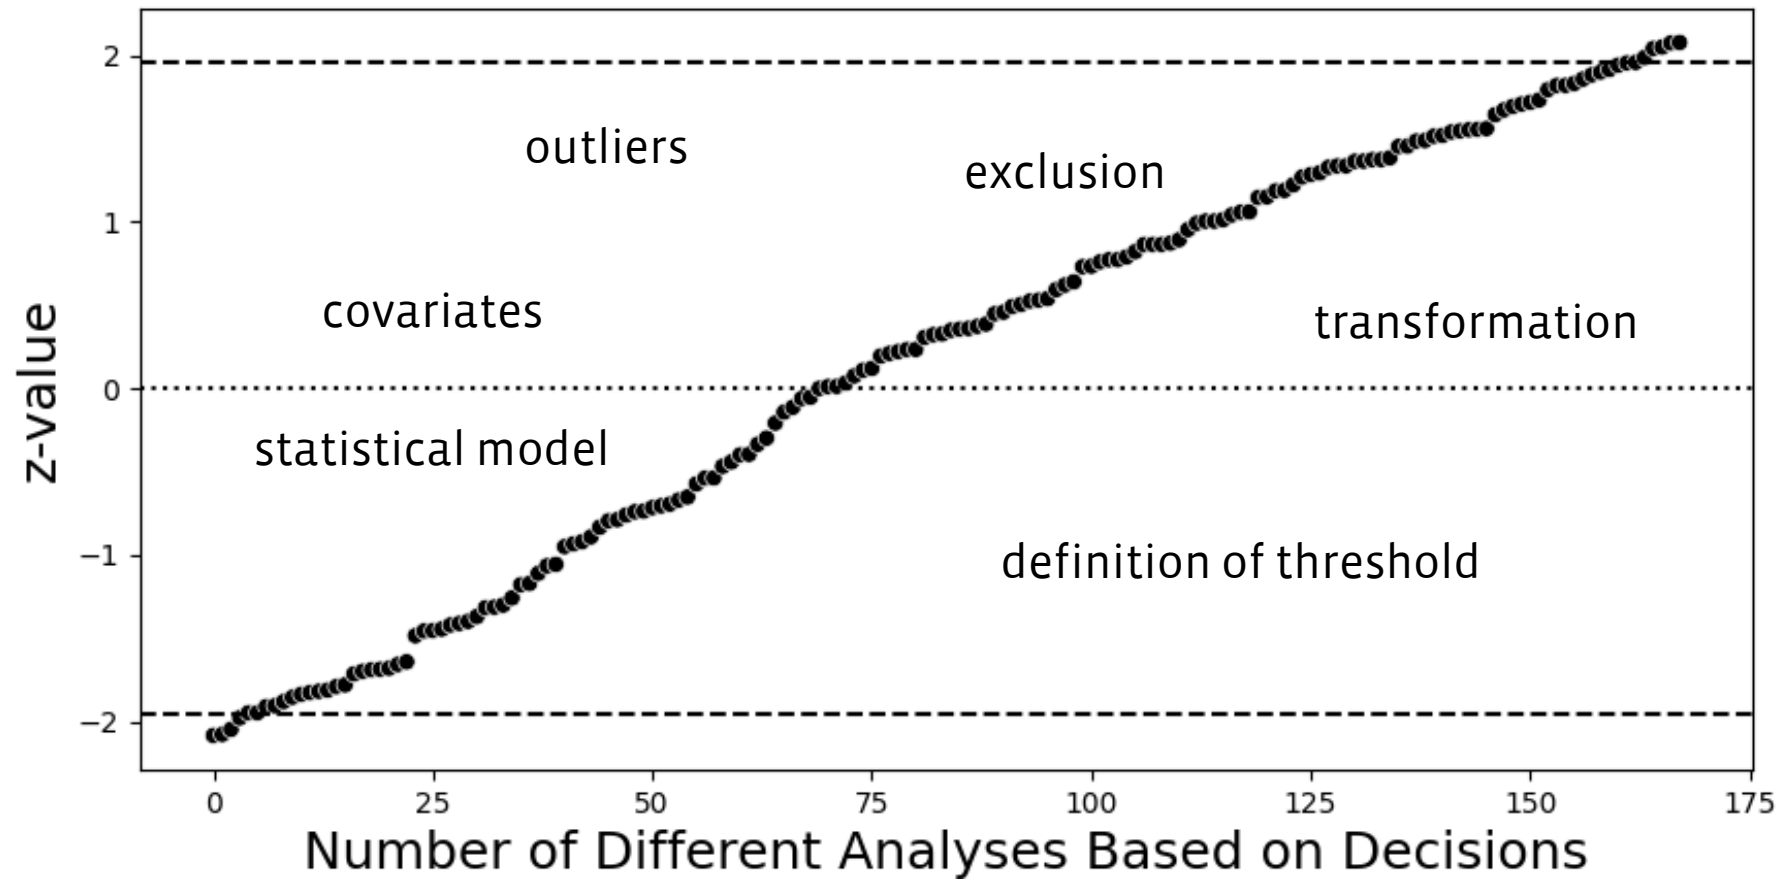 2
outliers
exclusion
1
covariates
transformation
z-value
0
statistical model
−1
definition of threshold
−2
0 25 50 75 100 125 150 175
Number of Different Analyses Based on Decisions